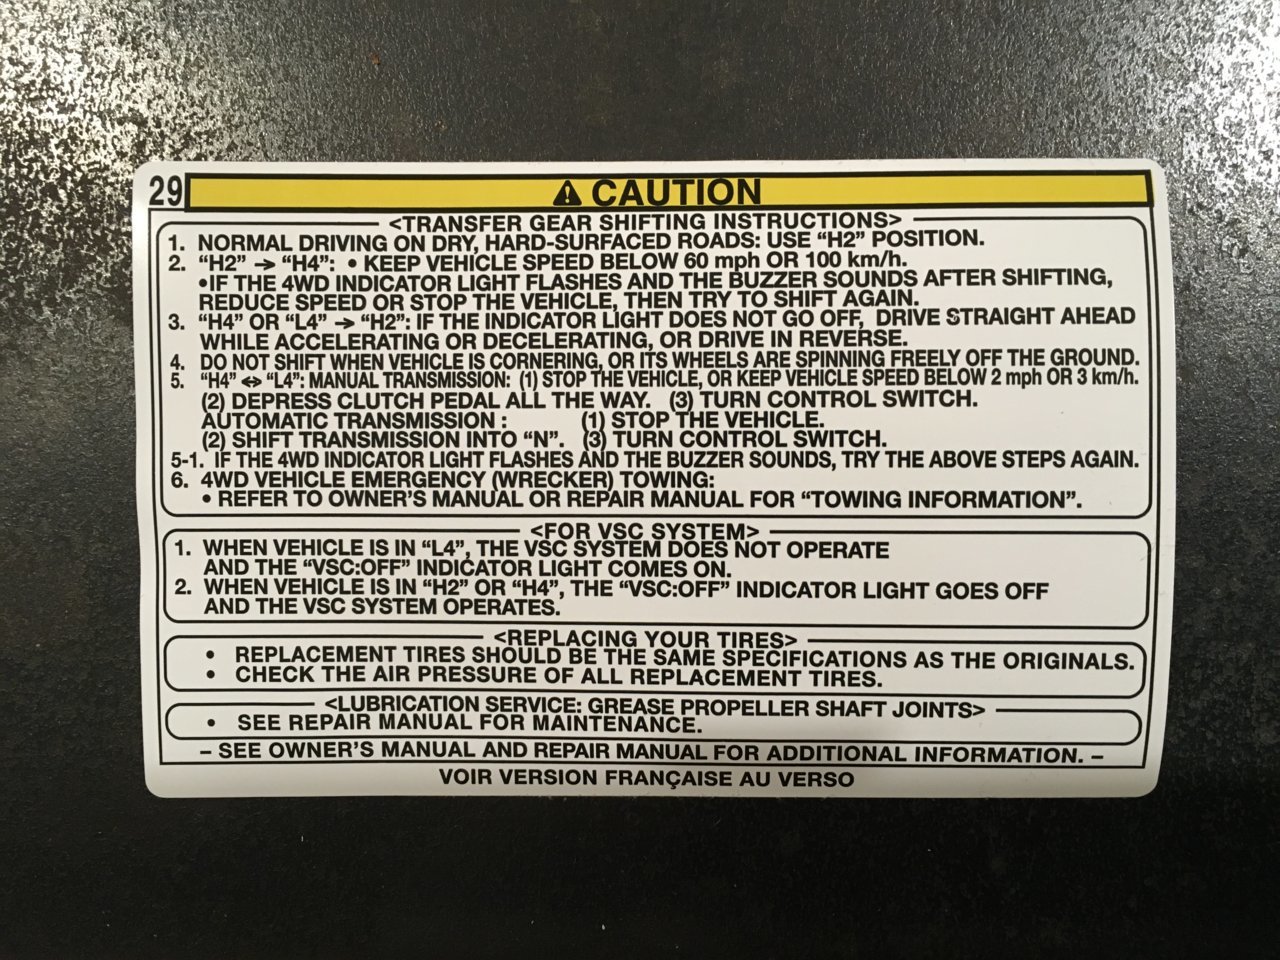 29 ⚠ CAUTION
<TRANSFER GEAR SHIFTING INSTRUCTIONS>
1. NORMAL DRIVING ON DRY, HARD-SURFACED ROADS: USE “H2” POSITION.
2. “H2” → “H4”: • KEEP VEHICLE SPEED BELOW 60 mph OR 100 km/h.
•IF THE 4WD INDICATOR LIGHT FLASHES AND THE BUZZER SOUNDS AFTER SHIFTING,
REDUCE SPEED OR STOP THE VEHICLE, THEN TRY TO SHIFT AGAIN.
3. “H4” OR “L4” → “H2”: IF THE INDICATOR LIGHT DOES NOT GO OFF, DRIVE STRAIGHT AHEAD
WHILE ACCELERATING OR DECELERATING, OR DRIVE IN REVERSE.
4. DO NOT SHIFT WHEN VEHICLE IS CORNERING, OR ITS WHEELS ARE SPINNING FREELY OFF THE GROUND.
5. “H4” ↔ “L4”: MANUAL TRANSMISSION: (1) STOP THE VEHICLE, OR KEEP VEHICLE SPEED BELOW 2 mph OR 3 km/h.
(2) DEPRESS CLUTCH PEDAL ALL THE WAY. (3) TURN CONTROL SWITCH.
AUTOMATIC TRANSMISSION : (1) STOP THE VEHICLE.
(2) SHIFT TRANSMISSION INTO “N”. (3) TURN CONTROL SWITCH.
5-1. IF THE 4WD INDICATOR LIGHT FLASHES AND THE BUZZER SOUNDS, TRY THE ABOVE STEPS AGAIN.
6. 4WD VEHICLE EMERGENCY (WRECKER) TOWING:
• REFER TO OWNER’S MANUAL OR REPAIR MANUAL FOR “TOWING INFORMATION”.
<FOR VSC SYSTEM>
1. WHEN VEHICLE IS IN “L4”, THE VSC SYSTEM DOES NOT OPERATE
AND THE “VSC:OFF” INDICATOR LIGHT COMES ON.
2. WHEN VEHICLE IS IN “H2” OR “H4”, THE “VSC:OFF” INDICATOR LIGHT GOES OFF
AND THE VSC SYSTEM OPERATES.
<REPLACING YOUR TIRES>
• REPLACEMENT TIRES SHOULD BE THE SAME SPECIFICATIONS AS THE ORIGINALS.
• CHECK THE AIR PRESSURE OF ALL REPLACEMENT TIRES.
<LUBRICATION SERVICE: GREASE PROPELLER SHAFT JOINTS>
• SEE REPAIR MANUAL FOR MAINTENANCE.
– SEE OWNER’S MANUAL AND REPAIR MANUAL FOR ADDITIONAL INFORMATION. –
VOIR VERSION FRANÇAISE AU VERSO